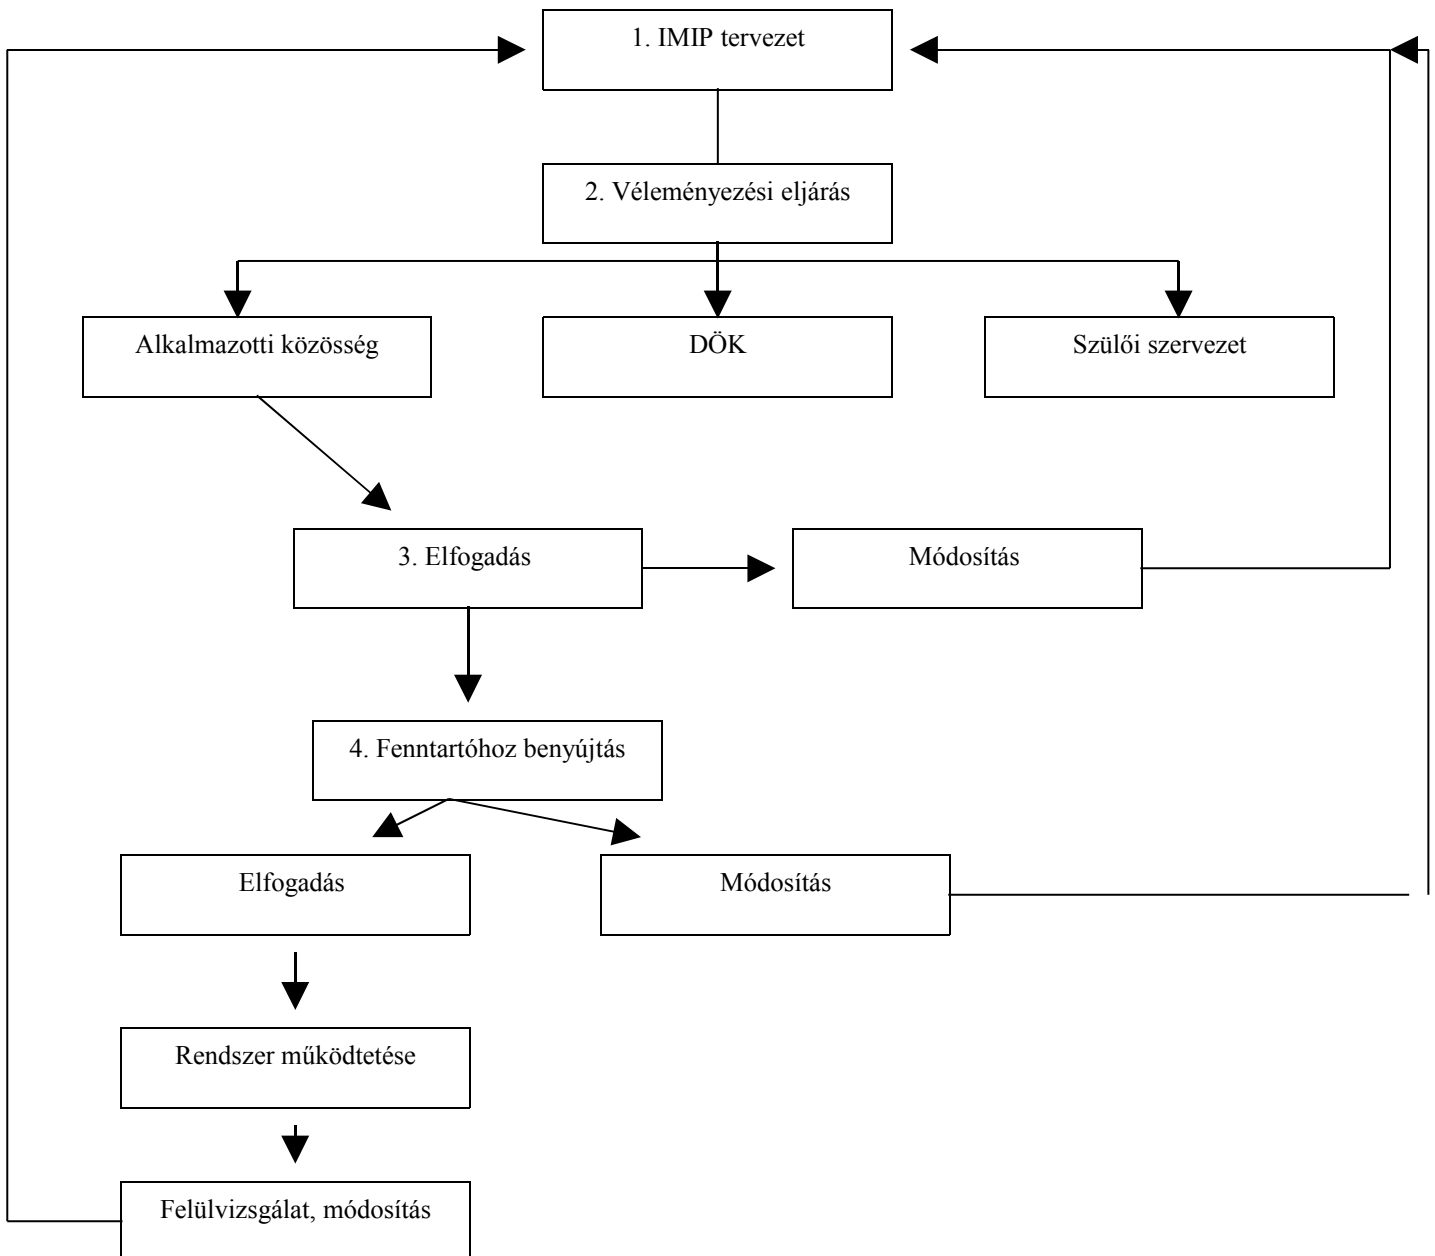 1. IMIP tervezet
2. Véleményezési eljárás
Alkalmazotti közösség
DÖK
Szülői szervezet
3. Elfogadás
Módosítás
4. Fenntartóhoz benyújtás
Elfogadás
Módosítás
Rendszer működtetése
Felülvizsgálat, módosítás